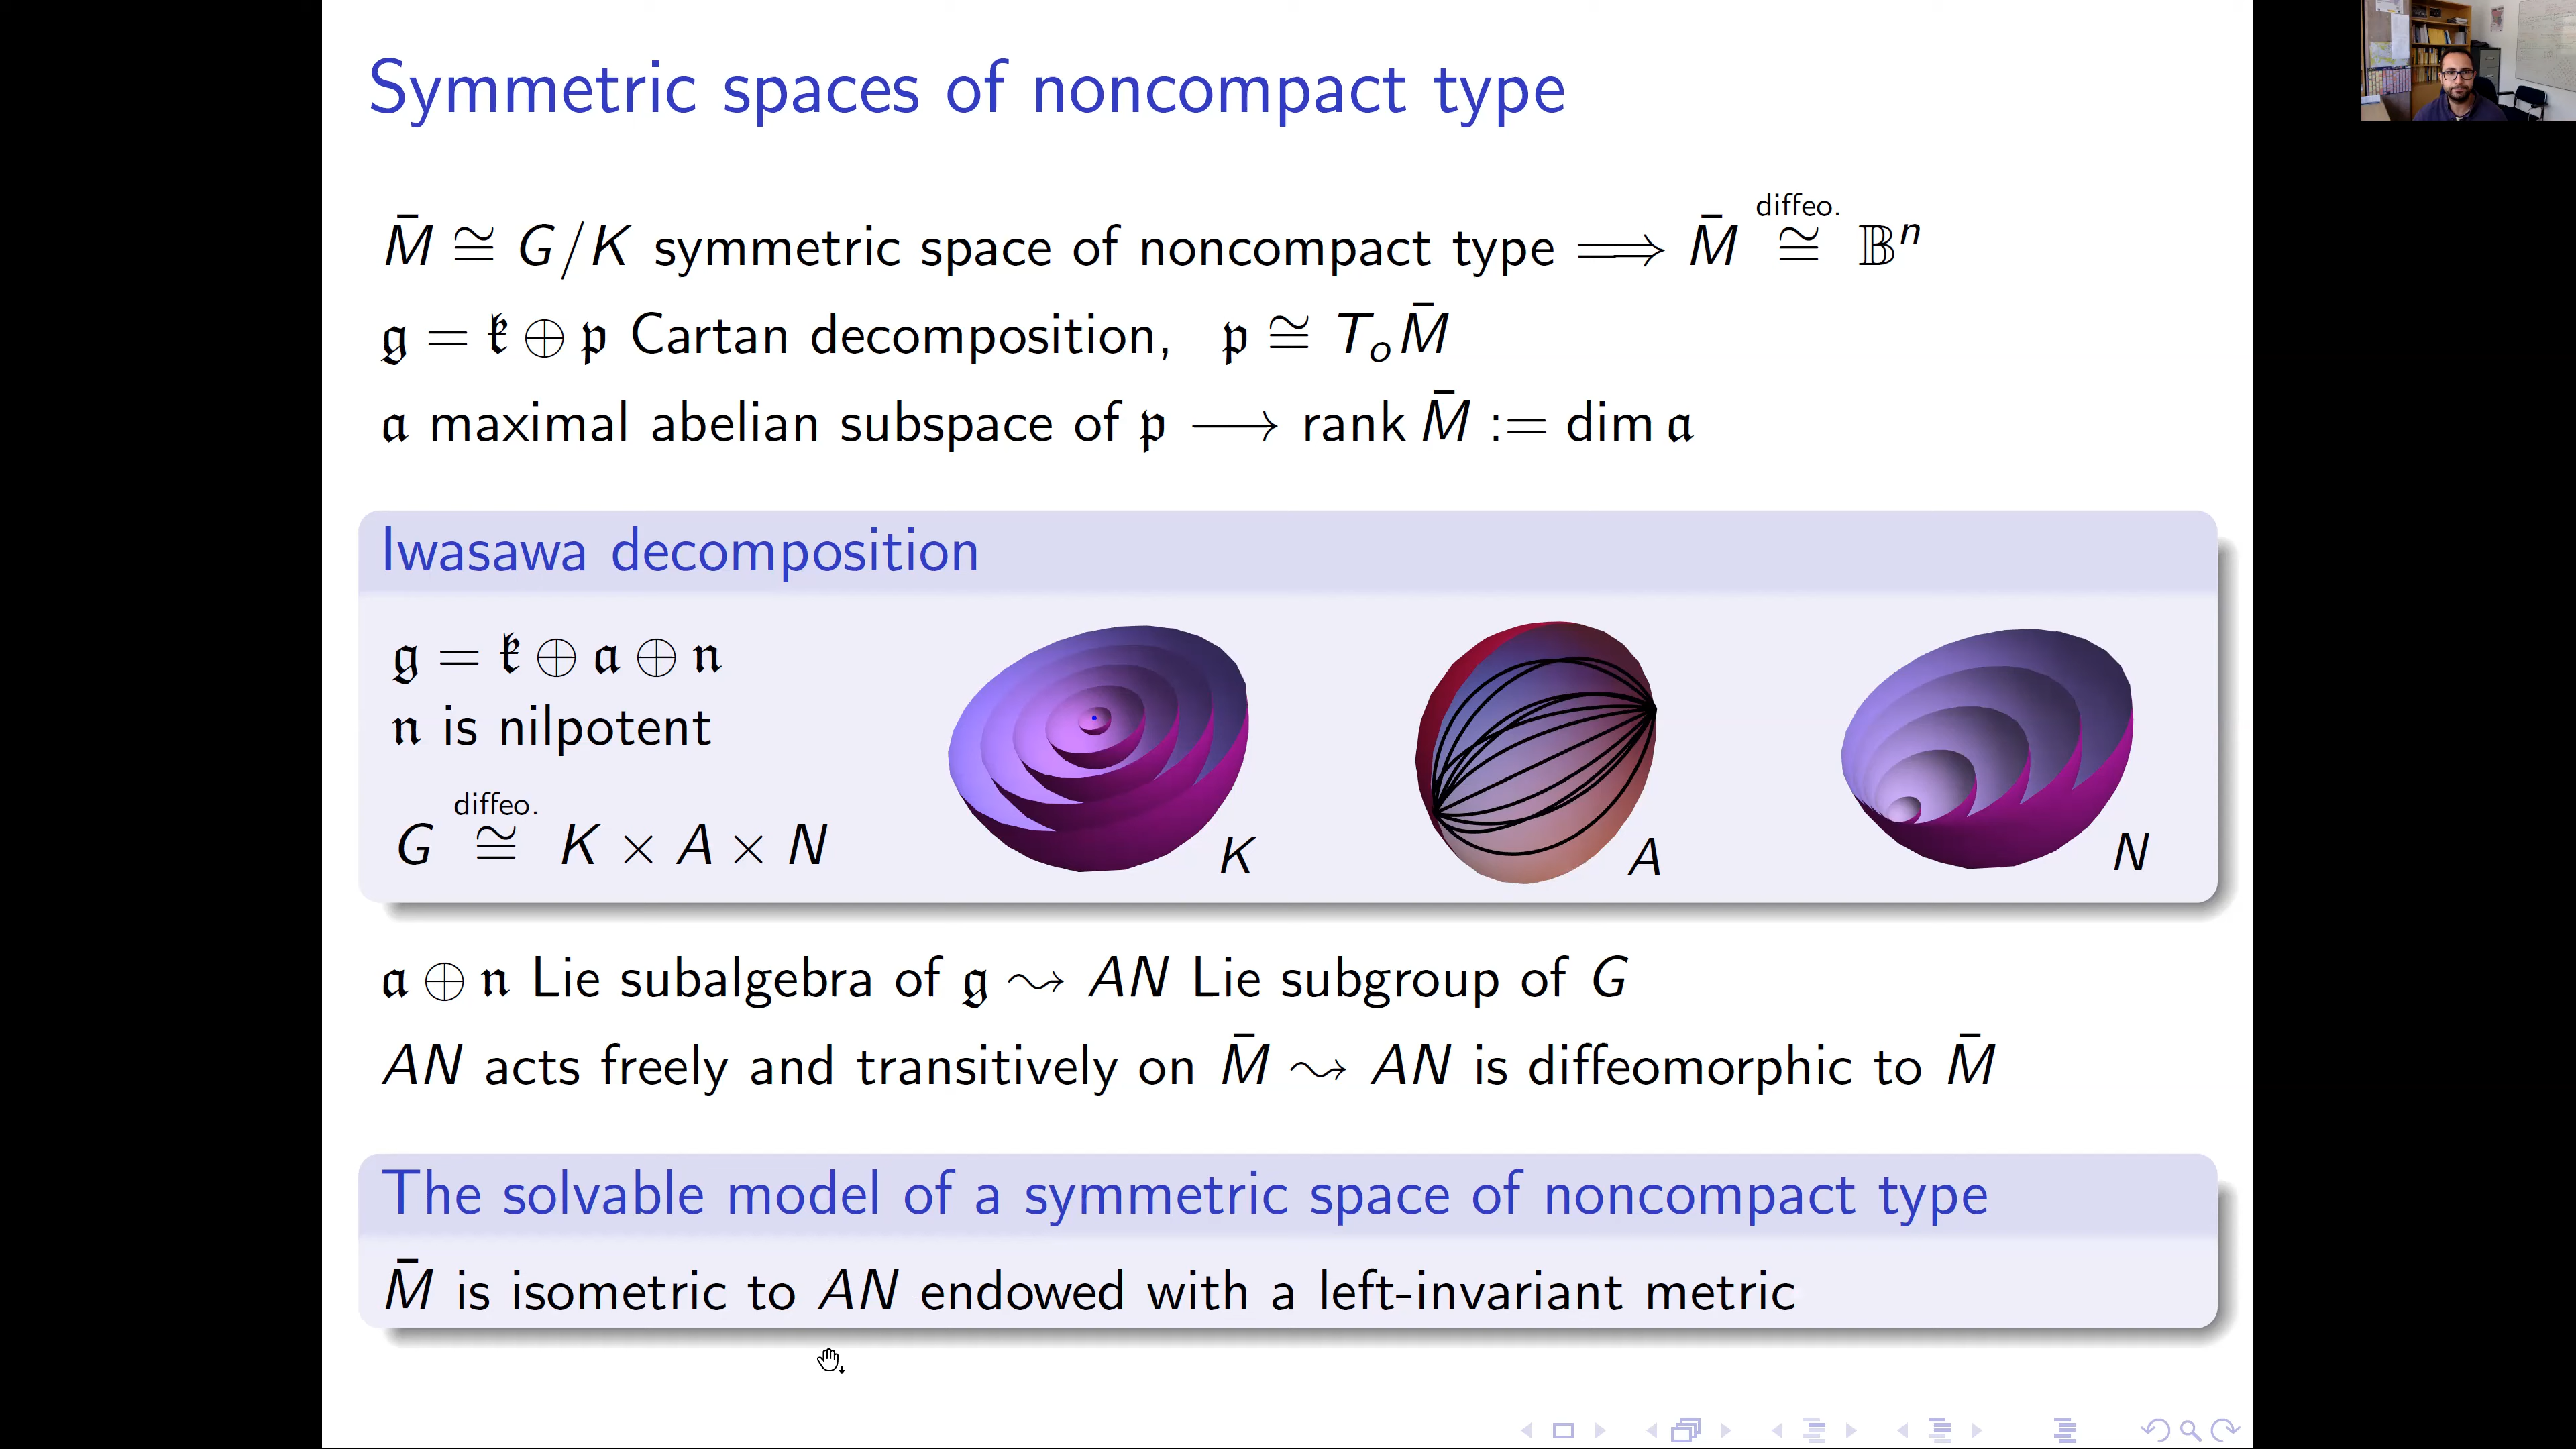 Symmetric spaces of noncompact type
M̄ ≅ G/K symmetric space of noncompact type ⟹ M̄ ≅^{diffeo.} 𝔹ⁿ
𝔤 = 𝔨 ⊕ 𝔭 Cartan decomposition, 𝔭 ≅ TₒM̄
𝔞 maximal abelian subspace of 𝔭 ⟶ rank M̄ := dim 𝔞
Iwasawa decomposition
𝔤 = 𝔨 ⊕ 𝔞 ⊕ 𝔫
𝔫 is nilpotent
G ≅^{diffeo.} K × A × N
K
A
N
𝔞 ⊕ 𝔫 Lie subalgebra of 𝔤 ⇝ AN Lie subgroup of G
AN acts freely and transitively on M̄ ⇝ AN is diffeomorphic to M̄
The solvable model of a symmetric space of noncompact type
M̄ is isometric to AN endowed with a left-invariant metric